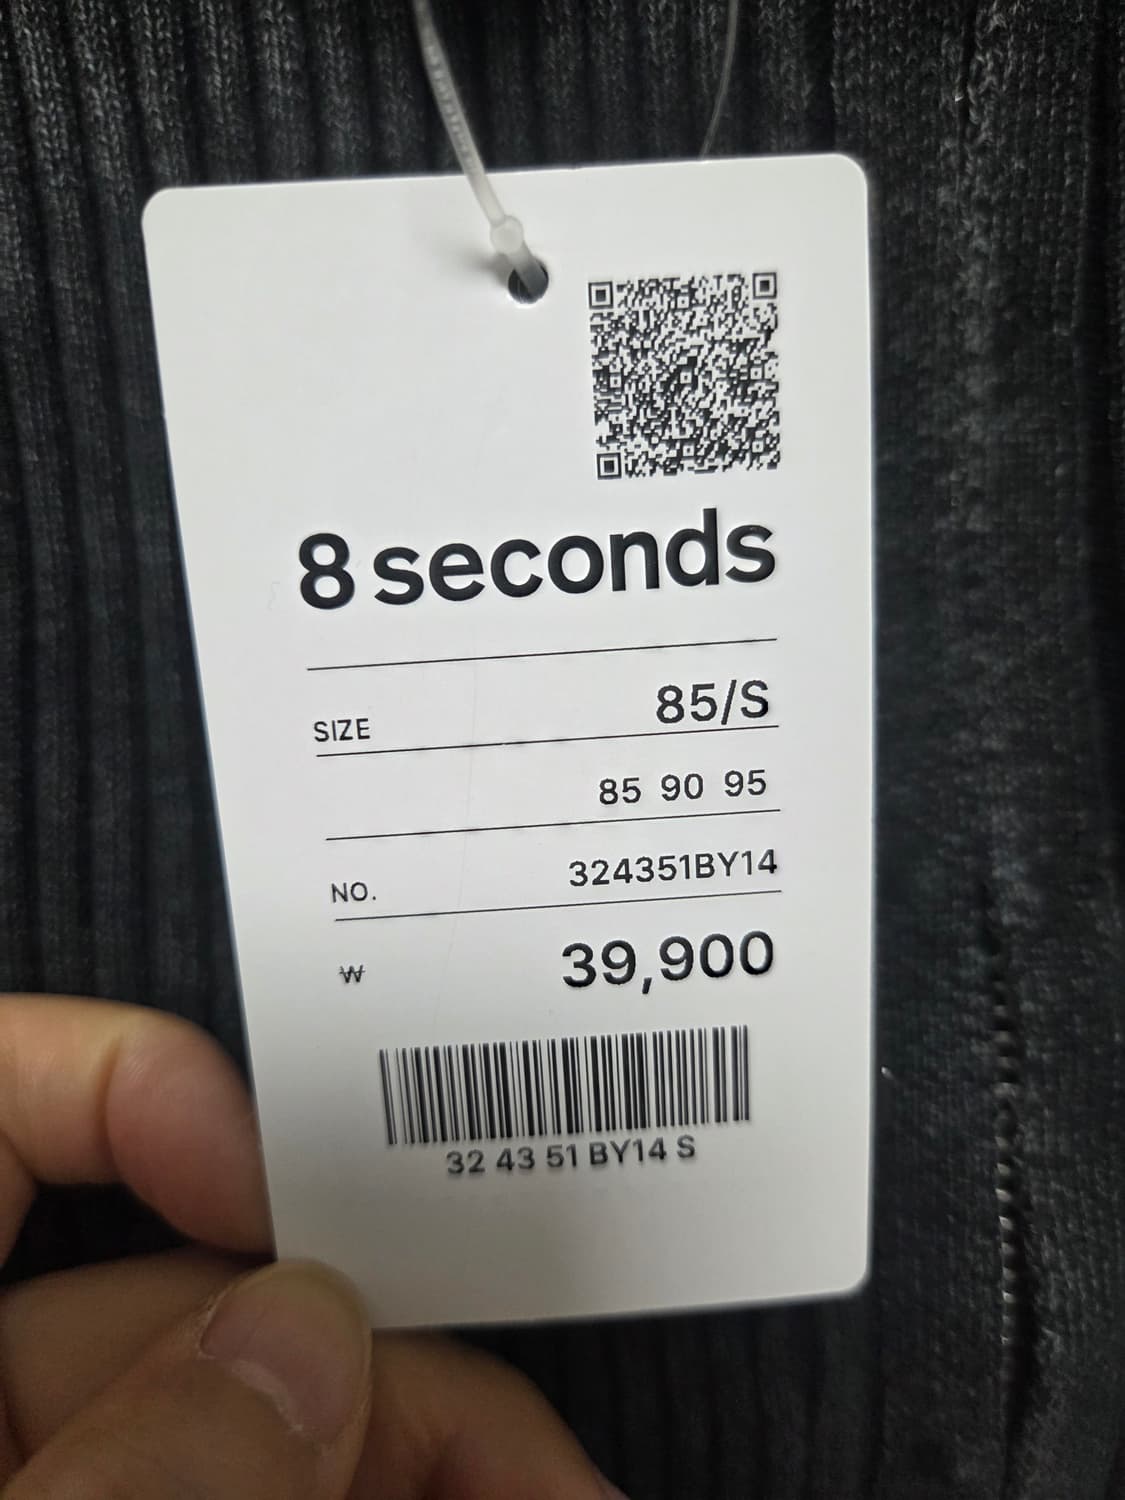 8 seconds
SIZE 85/S
85 90 95
NO. 324351BY14
₩ 39,900
32 43 51 BY14 S